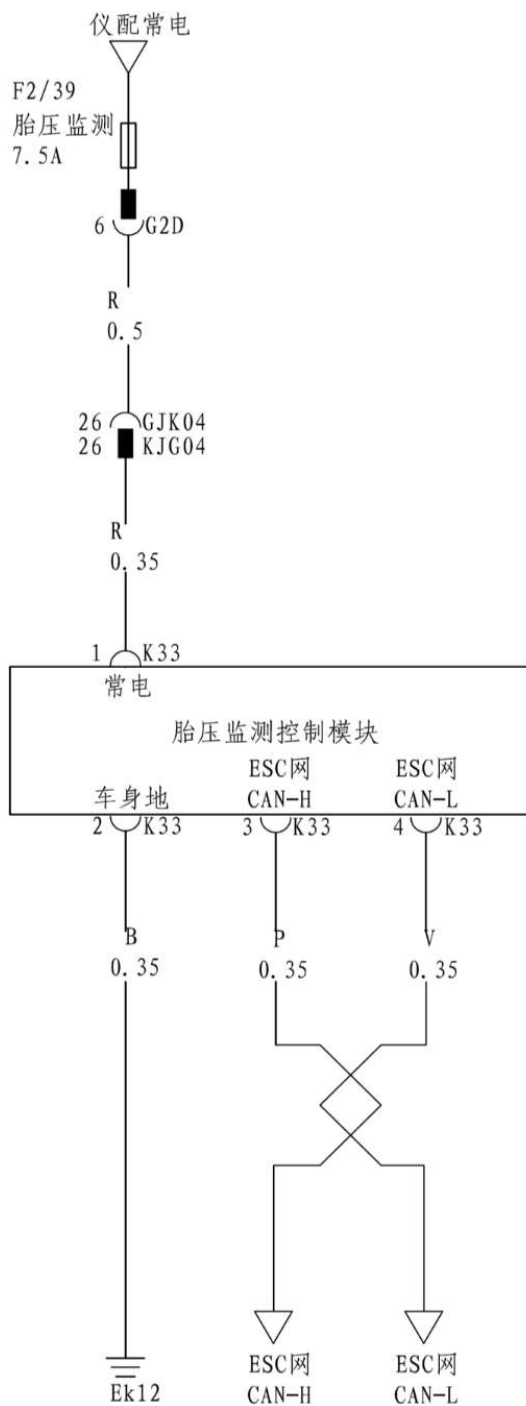 仪配常电
F2/39
胎压监测
7.5A
6 G2D
R
0.5
26 GJK04
26 KJG04
R
0.35
1 K33
常电
胎压监测控制模块
ESC网 ESC网
车身地 CAN-H CAN-L
2 K33 3 K33 4 K33
B P V
0.35 0.35 0.35
ESC网 ESC网
Ek12 CAN-H CAN-L